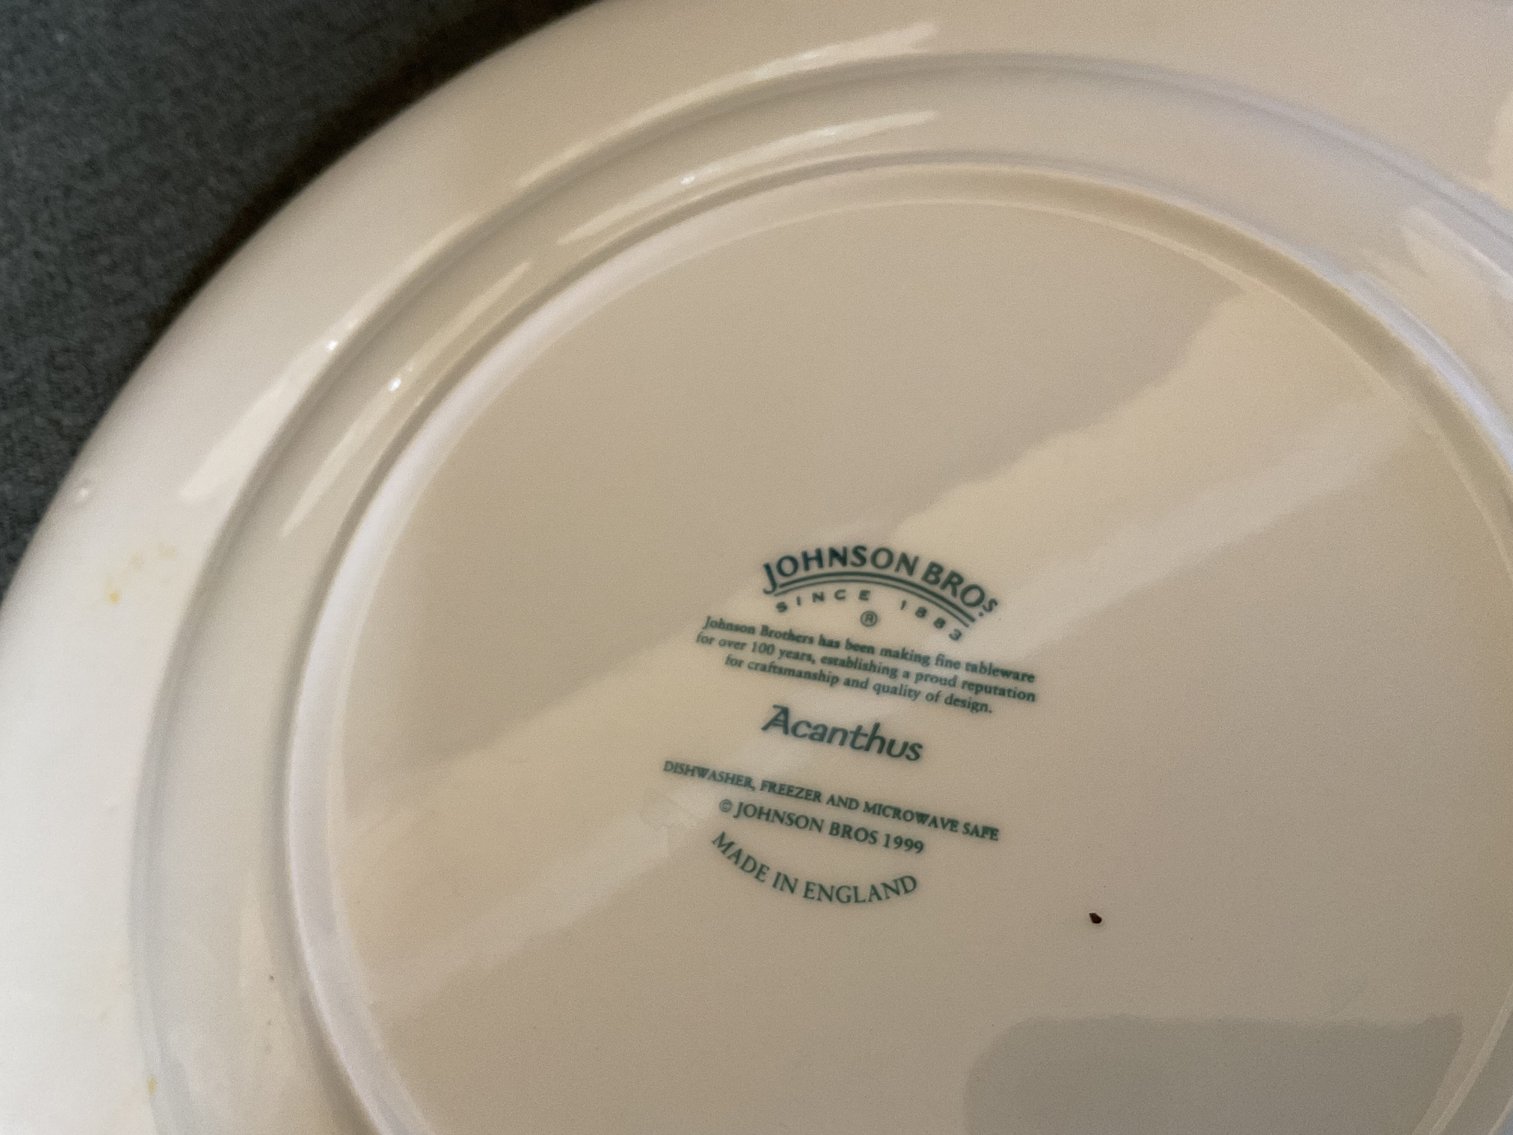 JOHNSON BROS.
SINCE 1883
®
Johnson Brothers has been making fine tableware
for over 100 years, establishing a proud reputation
for craftsmanship and quality of design.
Acanthus
DISHWASHER, FREEZER AND MICROWAVE SAFE
© JOHNSON BROS 1999
MADE IN ENGLAND